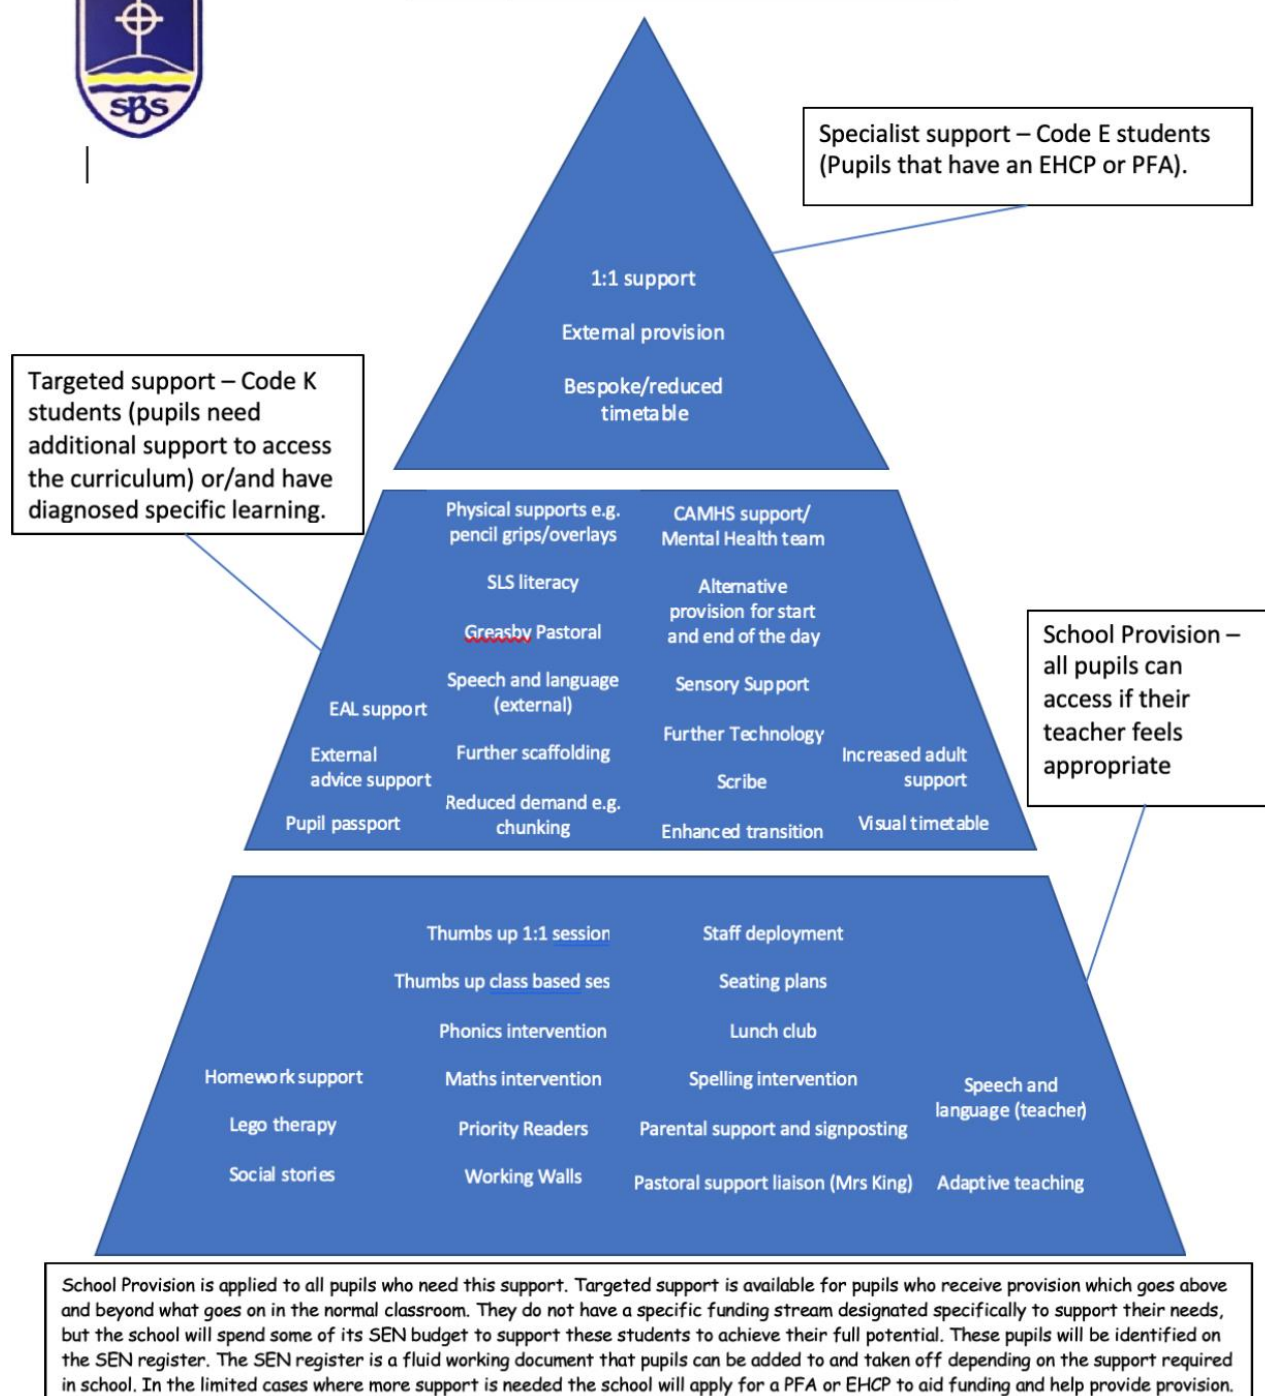 SBS
Specialist support – Code E students
(Pupils that have an EHCP or PFA).
1:1 support
External provision
Bespoke/reduced
timetable
Targeted support – Code K
students (pupils need
additional support to access
the curriculum) or/and have
diagnosed specific learning.
Physical supports e.g.
pencil grips/overlays
SLS literacy
Greasby Pastoral
Speech and language
(external)
Further scaffolding
Reduced demand e.g.
chunking
CAMHS support/
Mental Health team
Alternative
provision for start
and end of the day
Sensory Support
Further Technology
Scribe
Enhanced transition
EAL support
External
advice support
Pupil passport
Increased adult
support
Visual timetable
School Provision –
all pupils can
access if their
teacher feels
appropriate
Thumbs up 1:1 session
Thumbs up class based ses
Phonics intervention
Maths intervention
Priority Readers
Working Walls
Staff deployment
Seating plans
Lunch club
Spelling intervention
Parental support and signposting
Pastoral support liaison (Mrs King)
Homework support
Lego therapy
Social stories
Speech and
language (teacher)
Adaptive teaching
School Provision is applied to all pupils who need this support. Targeted support is available for pupils who receive provision which goes above
and beyond what goes on in the normal classroom. They do not have a specific funding stream designated specifically to support their needs,
but the school will spend some of its SEN budget to support these students to achieve their full potential. These pupils will be identified on
the SEN register. The SEN register is a fluid working document that pupils can be added to and taken off depending on the support required
in school. In the limited cases where more support is needed the school will apply for a PFA or EHCP to aid funding and help provide provision.